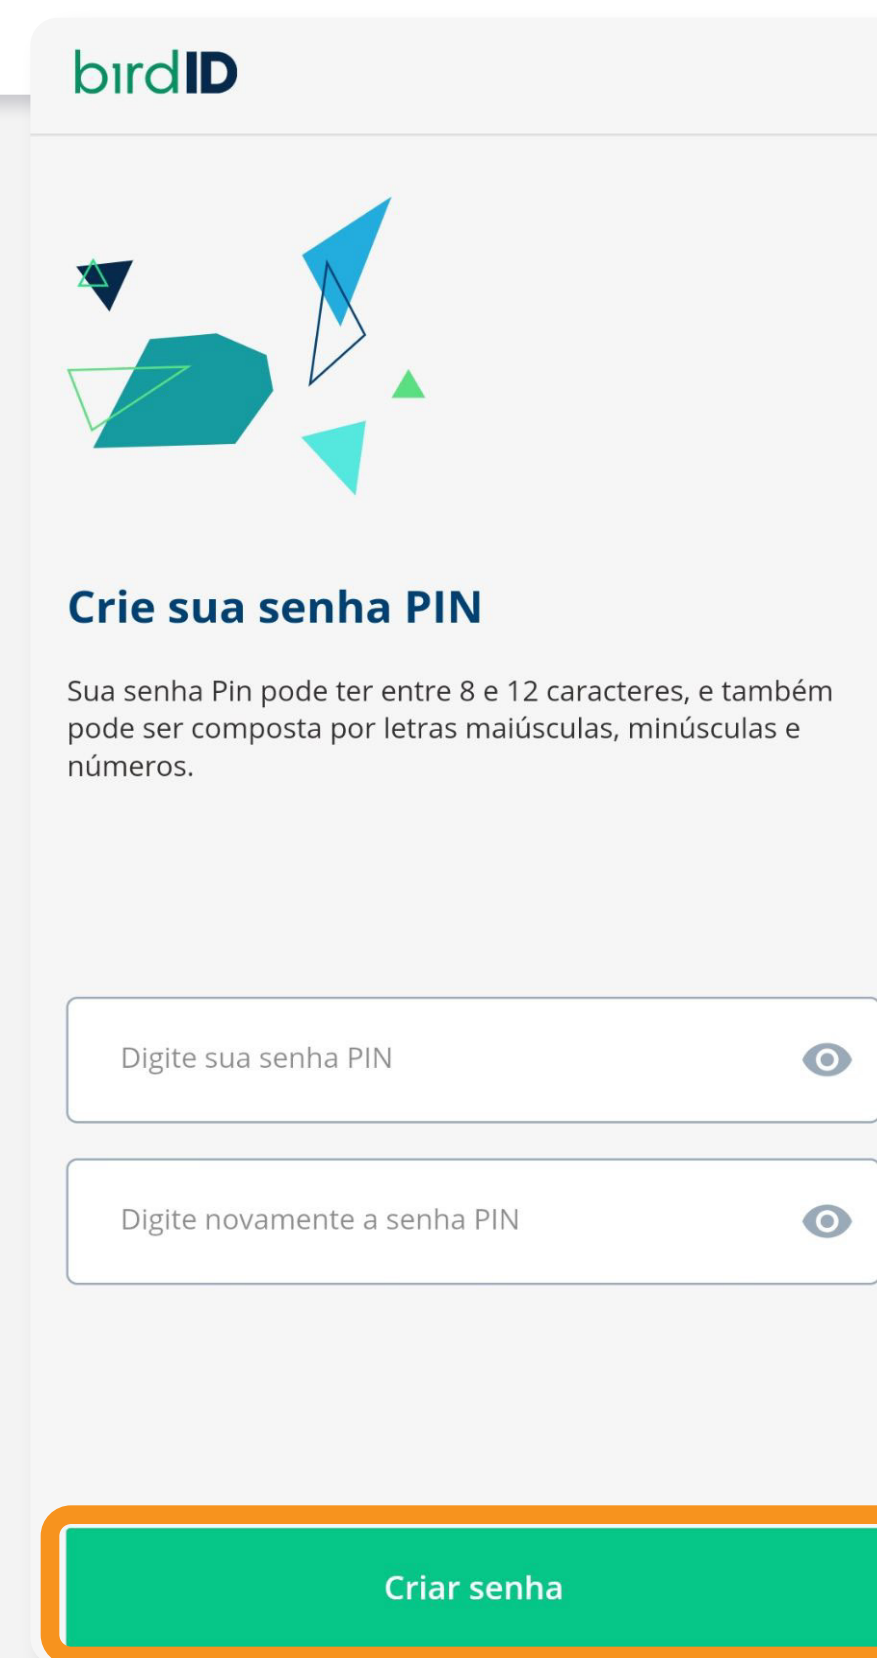 birdID
Crie sua senha PIN
Sua senha Pin pode ter entre 8 e 12 caracteres, e também
pode ser composta por letras maiúsculas, minúsculas e
números.
Digite sua senha PIN
Digite novamente a senha PIN
Criar senha